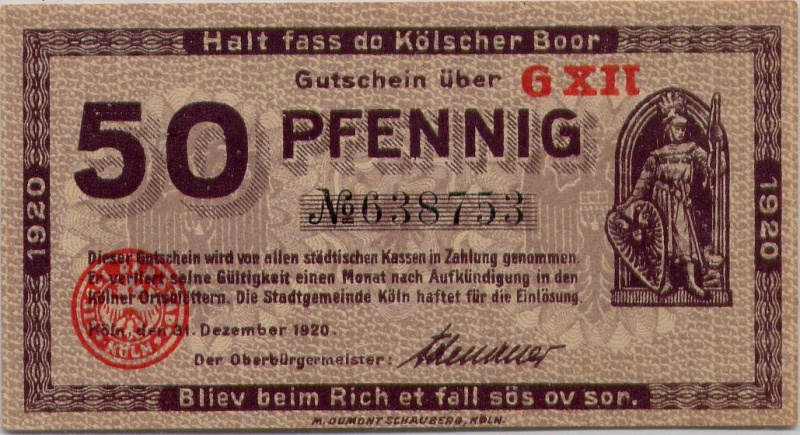 Halt fass do Kölscher Boor
Gutschein über G XII
50 PFENNIG
№638753
1920
1920
Dieser Gutschein wird von allen städtischen Kassen in Zahlung genommen.
Er verliert seine Gültigkeit einen Monat nach Aufkündigung in den
Kölner Ortsblättern. Die Stadtgemeinde Köln haftet für die Einlösung.
Köln, den 31. Dezember 1920.
Der Oberbürgermeister: Adenauer
KÖLN
Bliev beim Rich et fall sös ov sor.
M. DUMONT SCHAUBERG, KÖLN.